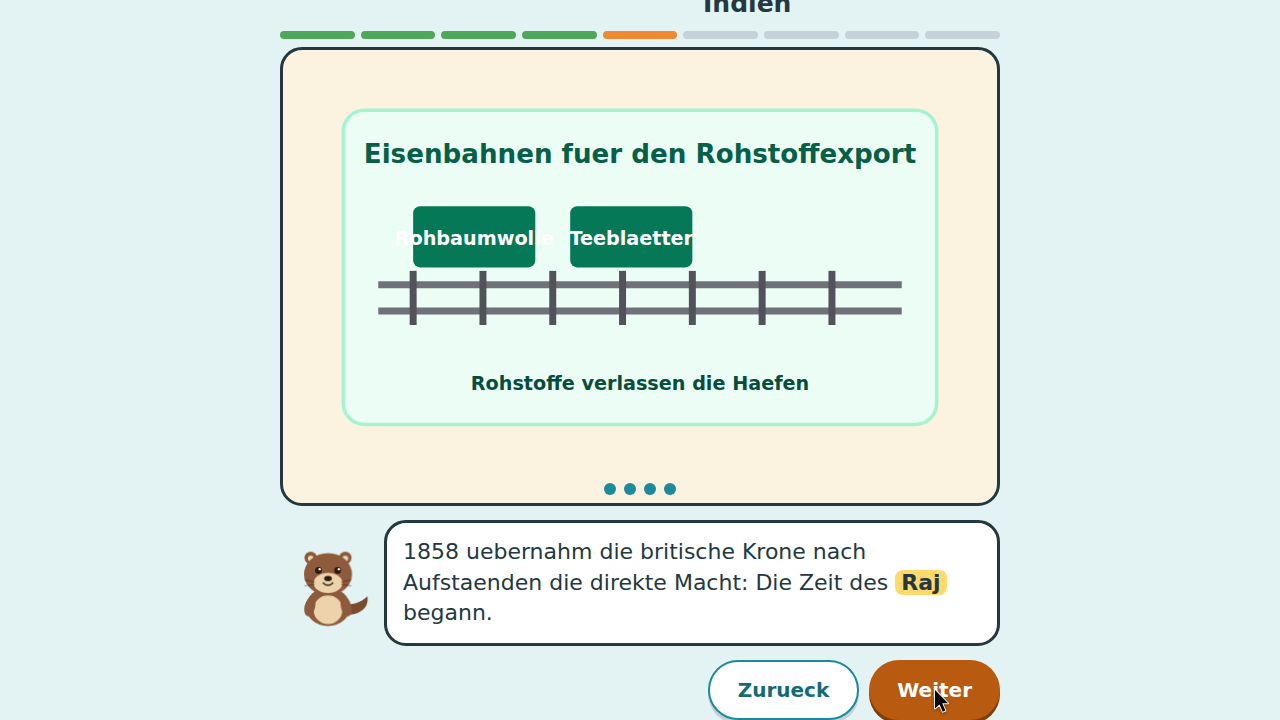 Indien
Eisenbahnen fuer den Rohstoffexport
Rohbaumwolle
Teeblaetter
Rohstoffe verlassen die Haefen
1858 uebernahm die britische Krone nach
Aufstaenden die direkte Macht: Die Zeit des Raj
begann.
Zurueck
Weiter